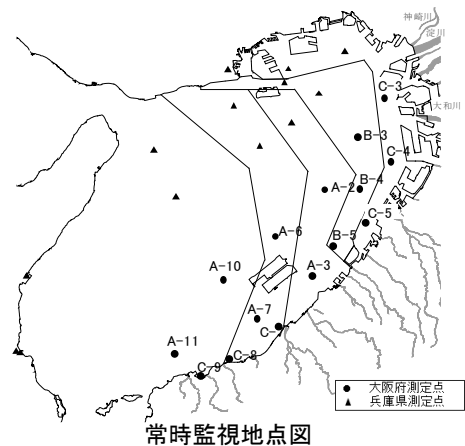 神崎川
淀川
C-3
大和川
B-3
C-4
A-2
B-4
C-5
A-6
B-5
A-10
A-3
A-7
C-
A-11
C-8
C-9
● 大阪府測定点
▲ 兵庫県測定点
常時監視地点図